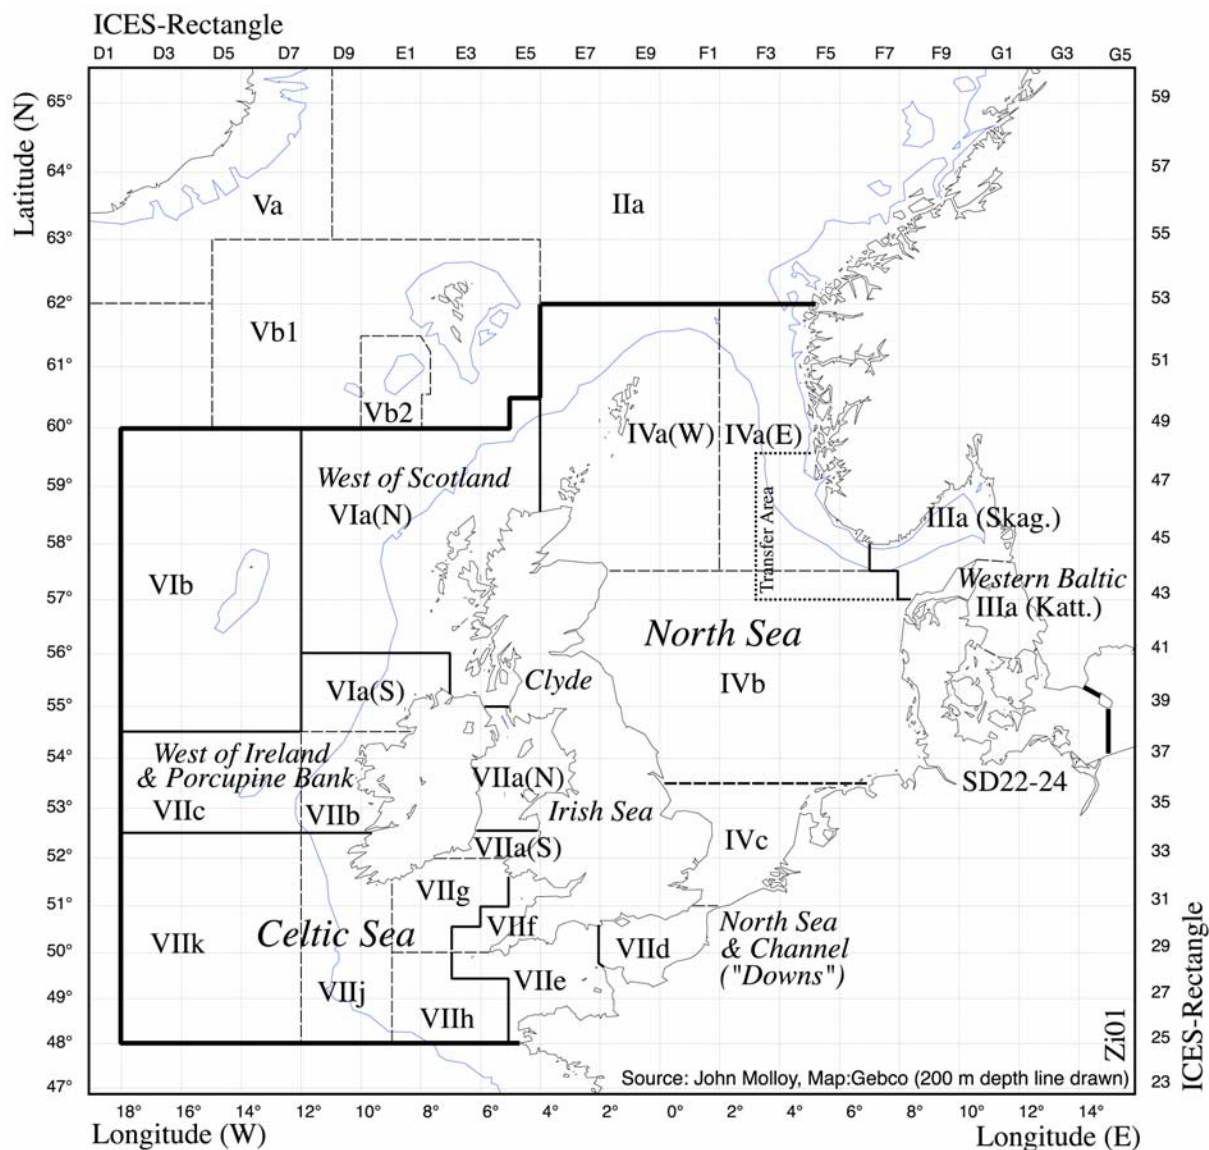 ICES-Rectangle
D1 D3 D5 D7 D9 E1 E3 E5 E7 E9 F1 F3 F5 F7 F9 G1 G3 G5
Latitude (N)
65° 59
64° 57
Va IIa
63° 55
62° 53
Vb1
61° 51
Vb2
60° 49
IVa(W) IVa(E)
West of Scotland
59° 47
VIa(N) IIIa (Skag.)
Transfer Area
58° 45
VIb
Western Baltic
57° 43
IIIa (Katt.)
North Sea
56° 41
VIa(S) Clyde IVb
55° 39
54° 37
West of Ireland
& Porcupine Bank
VIIa(N) SD22-24
53° 35
VIIc VIIb Irish Sea
IVc
VIIa(S)
52° 33
VIIg
51° 31
VIIf North Sea
& Channel
("Downs")
VIIk Celtic Sea VIId
50° 29
VIIe
VIIj
49° 27
VIIh
48° 25
Zi01
ICES-Rectangle
Source: John Molloy, Map:Gebco (200 m depth line drawn)
47° 23
18° 16° 14° 12° 10° 8° 6° 4° 2° 0° 2° 4° 6° 8° 10° 12° 14°
Longitude (W) Longitude (E)